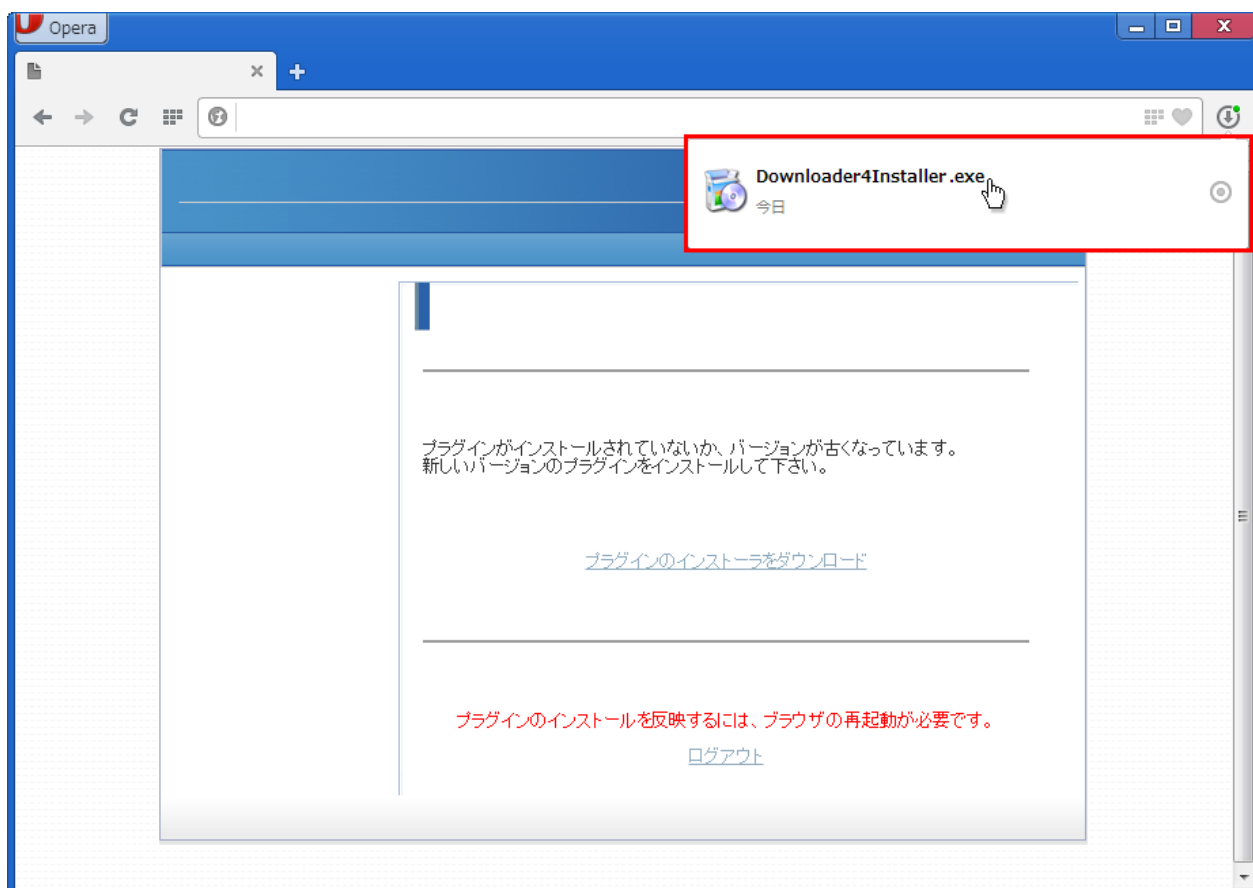 Opera
Downloader4Installer.exe
今日
プラグインがインストールされていないか、バージョンが古くなっています。
新しいバージョンのプラグインをインストールして下さい。
プラグインのインストーラをダウンロード
プラグインのインストールを反映するには、ブラウザの再起動が必要です。
ログアウト